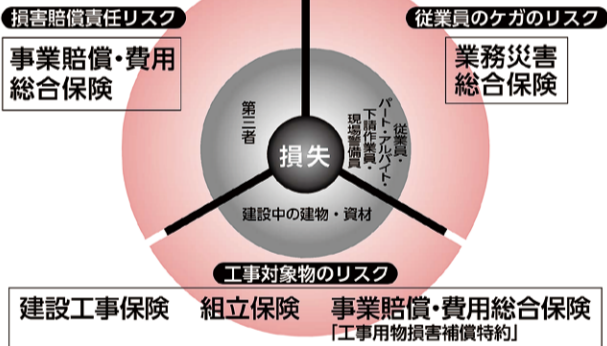 損害賠償責任リスク
事業賠償・費用
総合保険
従業員のケガのリスク
業務災害
総合保険
第三者
損失
従業員・
パート・アルバイト・
下請作業員・
現場警備員
建設中の建物・資材
工事対象物のリスク
建設工事保険 組立保険 事業賠償・費用総合保険
「工事用物損害補償特約」